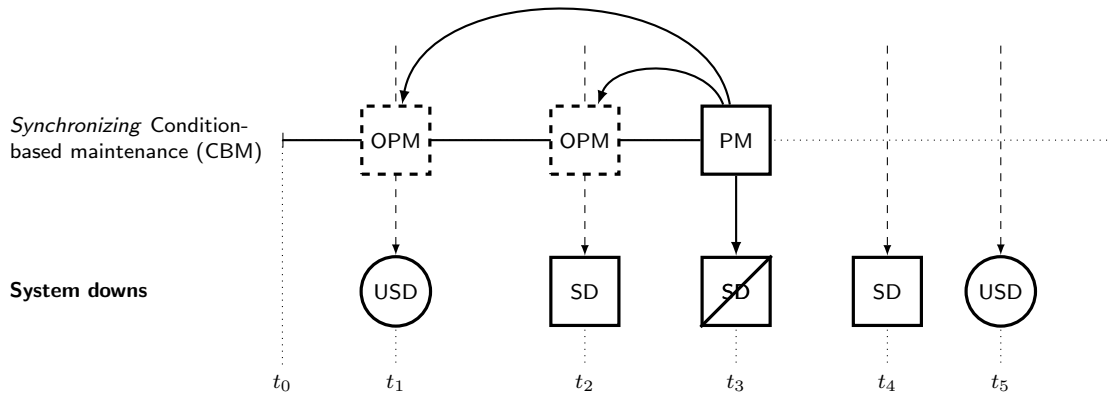 Synchronizing Condition-
based maintenance (CBM)
OPM
OPM
PM
System downs
USD
SD
SD
SD
USD
t0
t1
t2
t3
t4
t5